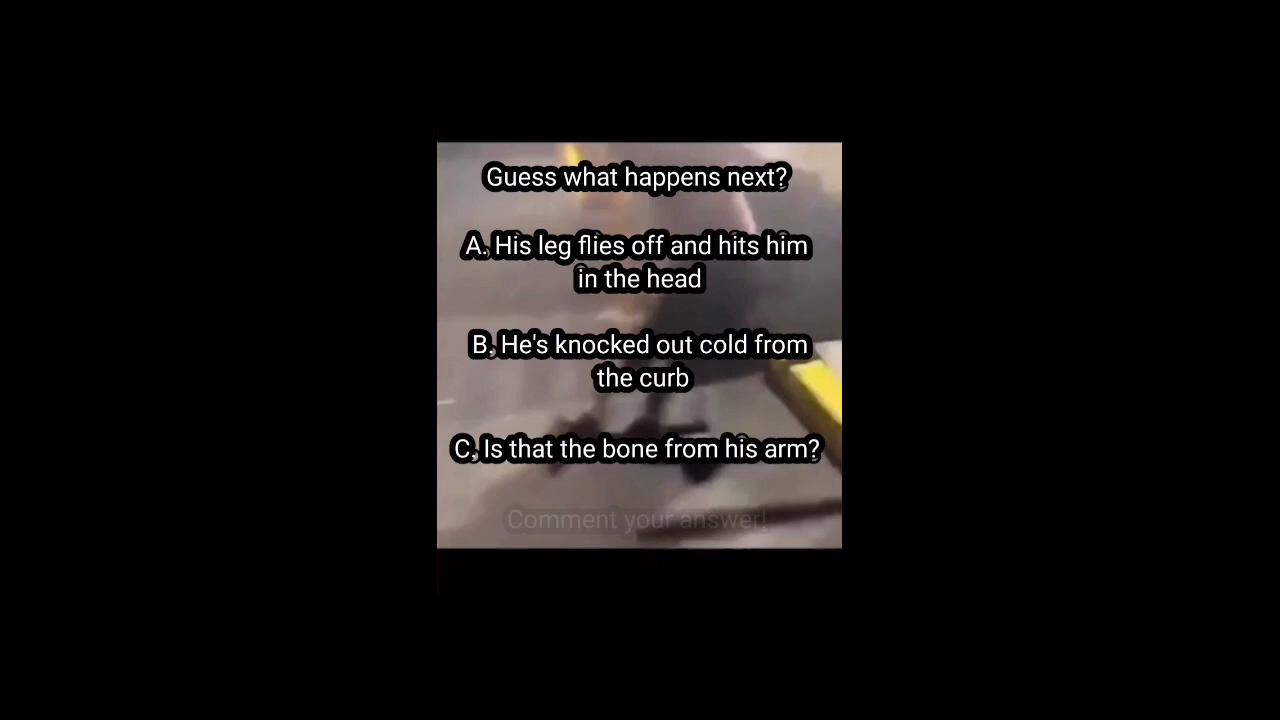 Guess what happens next?
A. His leg flies off and hits him
in the head
B. He's knocked out cold from
the curb
C. Is that the bone from his arm?
Comment your answer!